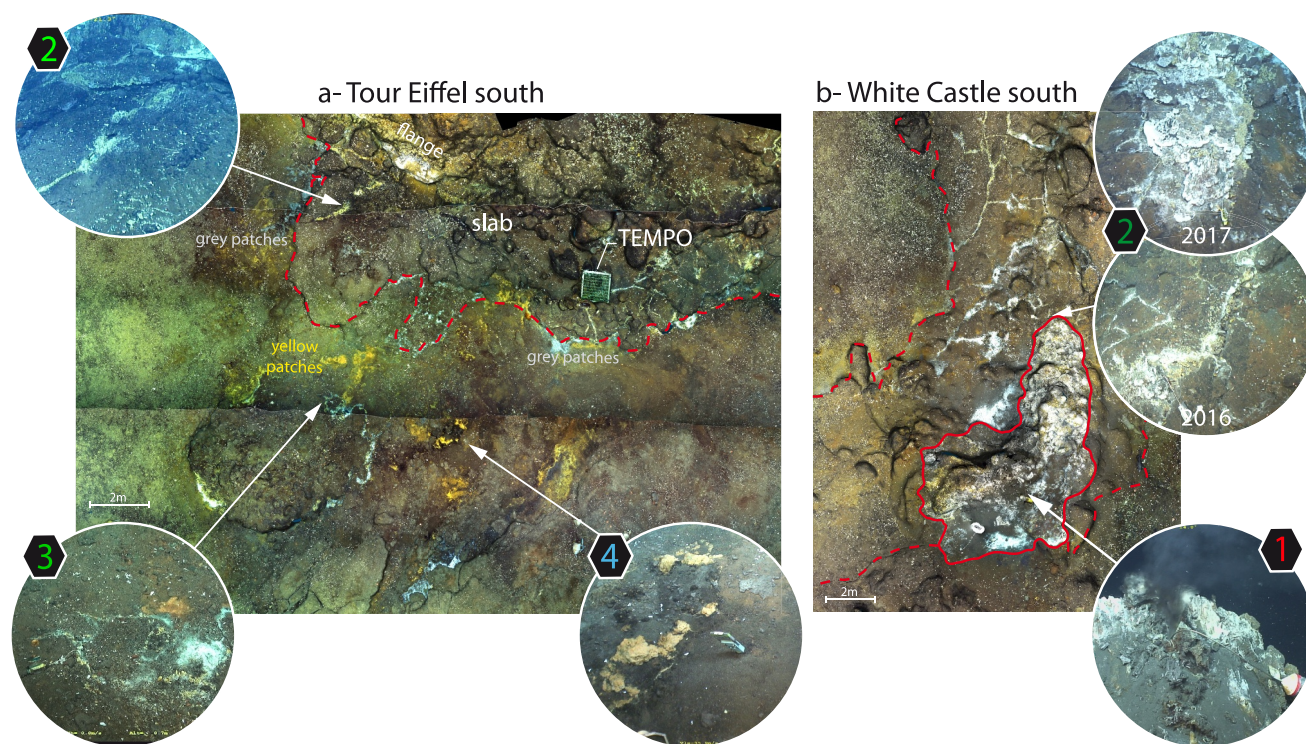 2
a- Tour Eiffel south
b- White Castle south
flange
slab
TEMPO
grey patches
yellow
patches
grey patches
2m
3
4
2017
2
2016
2m
1